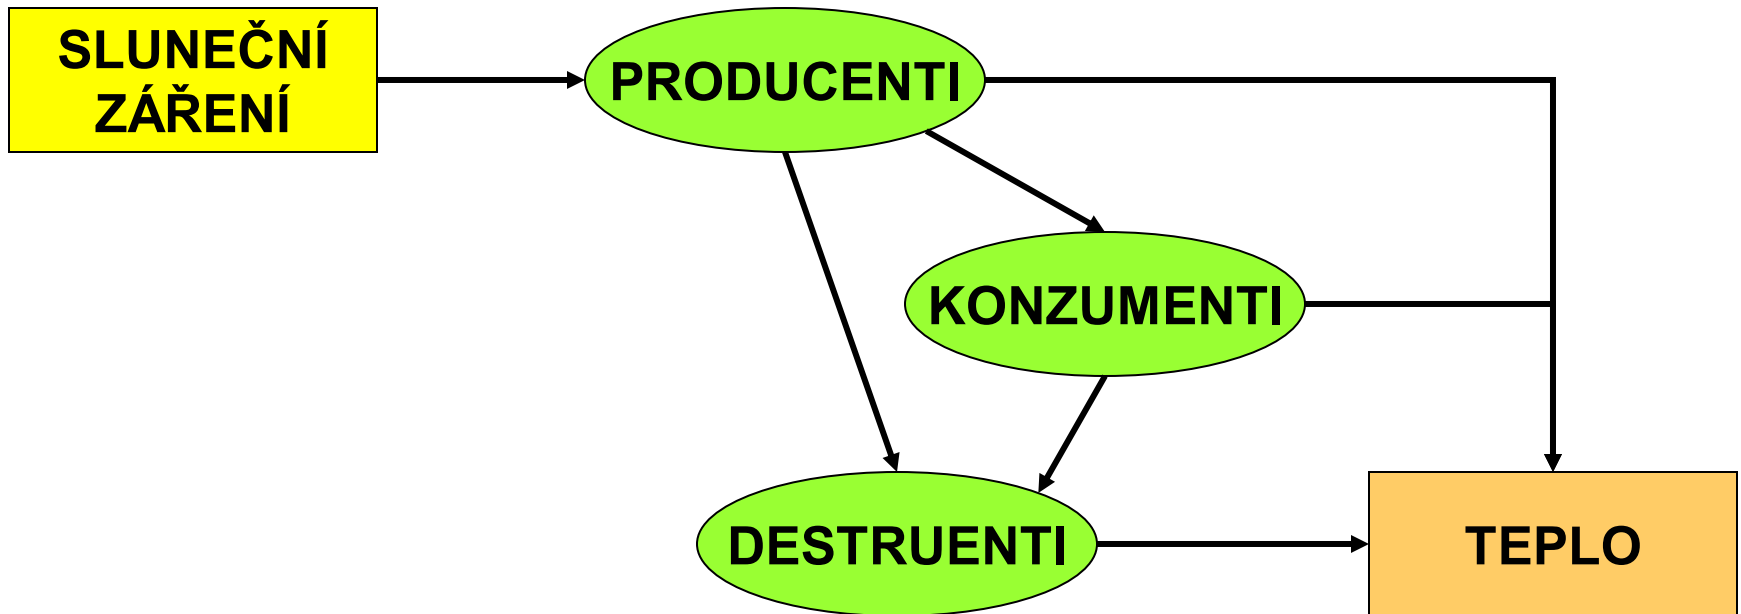 SLUNEČNÍ
ZÁŘENÍ
PRODUCENTI
KONZUMENTI
DESTRUENTI
TEPLO